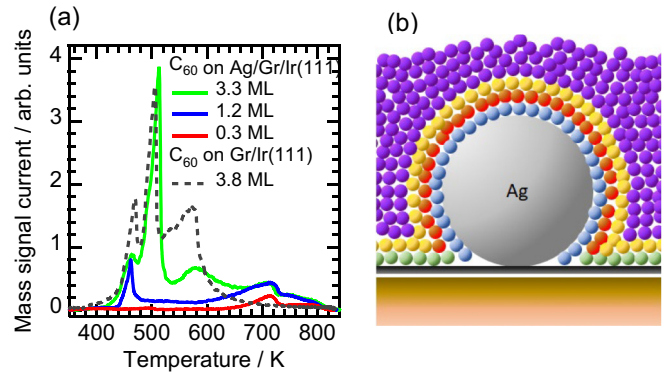 (a)
Mass signal current / arb. units
4
3
2
1
0
C60 on Ag/Gr/Ir(111)
3.3 ML
1.2 ML
0.3 ML
C60 on Gr/Ir(111)
3.8 ML
400 500 600 700 800
Temperature / K
(b)
Ag